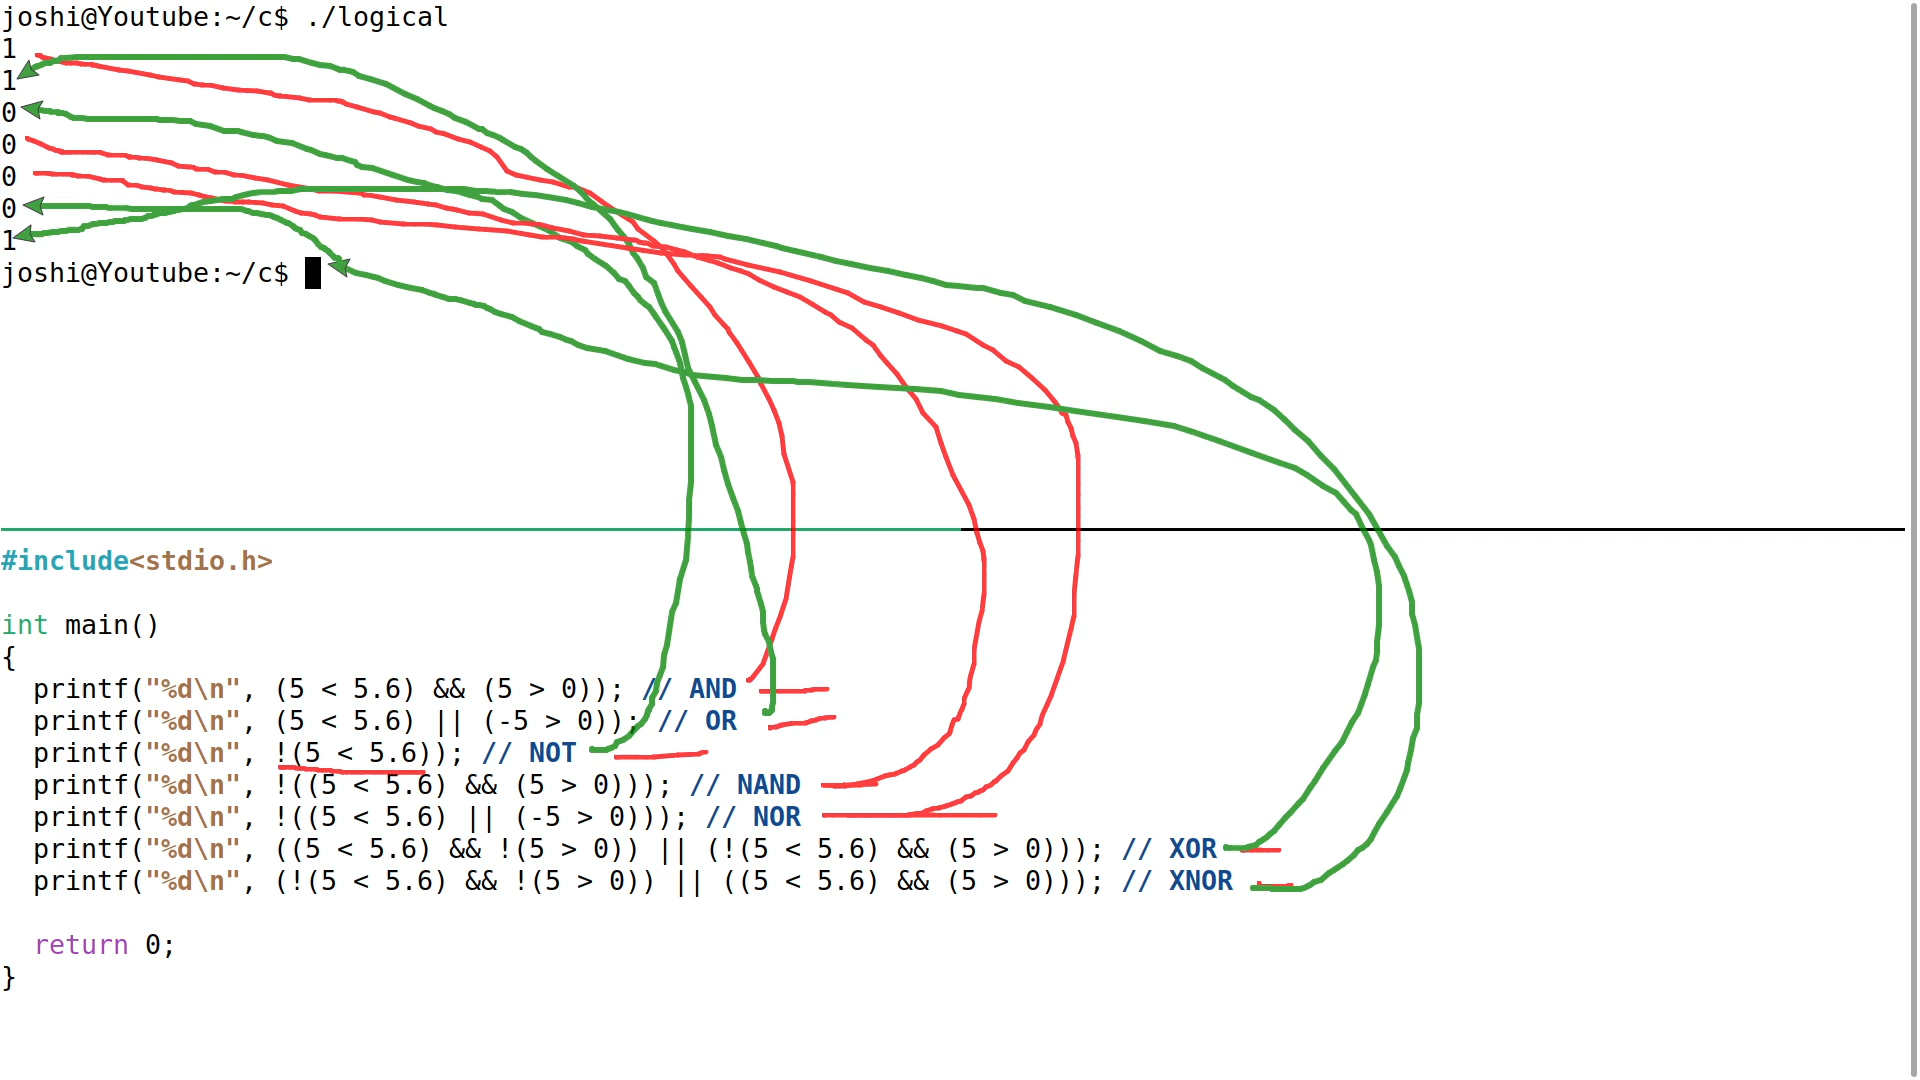 joshi@Youtube:~/c$ ./logical
1
1
0
0
0
0
1
joshi@Youtube:~/c$
#include<stdio.h>
int main()
{
  printf("%d\n", (5 < 5.6) && (5 > 0)); // AND
  printf("%d\n", (5 < 5.6) || (-5 > 0)); // OR
  printf("%d\n", !(5 < 5.6)); // NOT
  printf("%d\n", !((5 < 5.6) && (5 > 0))); // NAND
  printf("%d\n", !((5 < 5.6) || (-5 > 0))); // NOR
  printf("%d\n", ((5 < 5.6) && !(5 > 0)) || (!(5 < 5.6) && (5 > 0))); // XOR
  printf("%d\n", (!(5 < 5.6) && !(5 > 0)) || ((5 < 5.6) && (5 > 0))); // XNOR
  return 0;
}